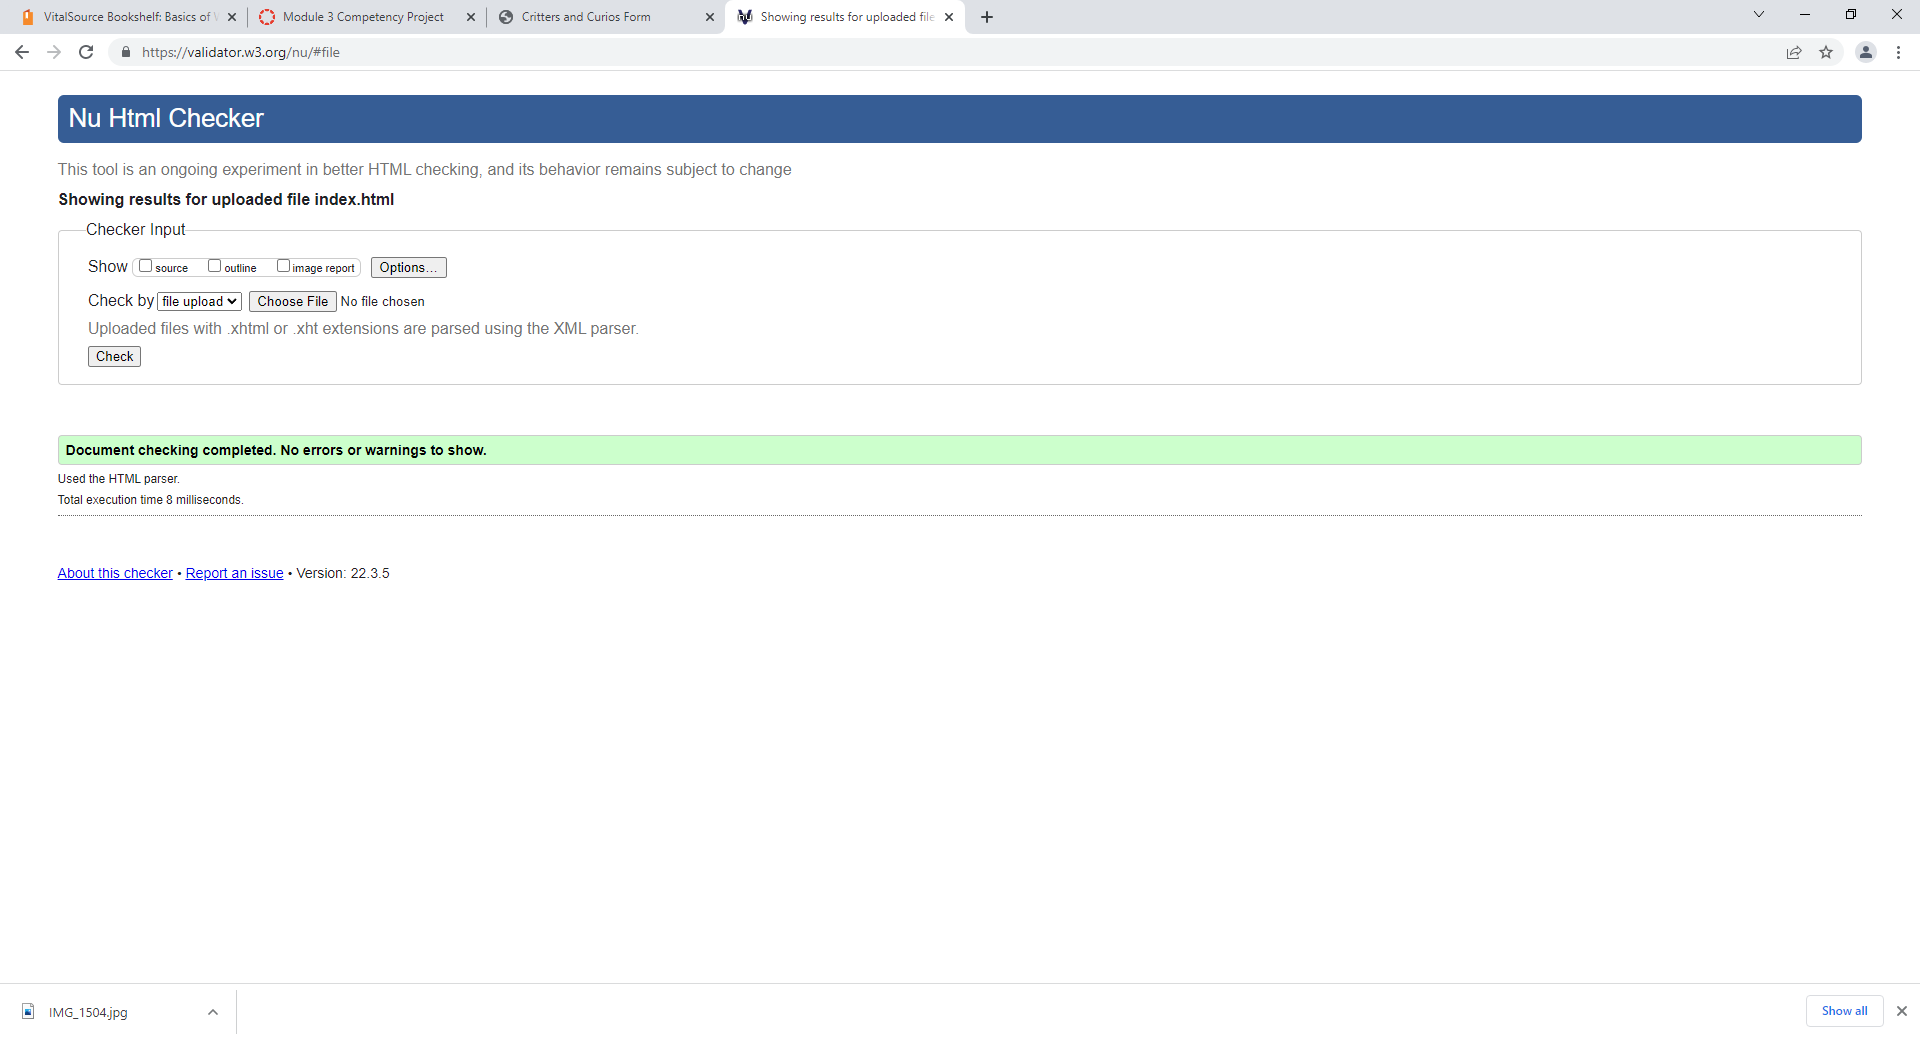 VitalSource Bookshelf: Basics of
Module 3 Competency Project
Critters and Curios Form
Showing results for uploaded file
https://validator.w3.org/nu/#file
Nu Html Checker
This tool is an ongoing experiment in better HTML checking, and its behavior remains subject to change
Showing results for uploaded file index.html
Checker Input
Show source outline image report Options...
Check by file upload Choose File No file chosen
Uploaded files with .xhtml or .xht extensions are parsed using the XML parser.
Check
Document checking completed. No errors or warnings to show.
Used the HTML parser.
Total execution time 8 milliseconds.
About this checker • Report an issue • Version: 22.3.5
IMG_1504.jpg
Show all